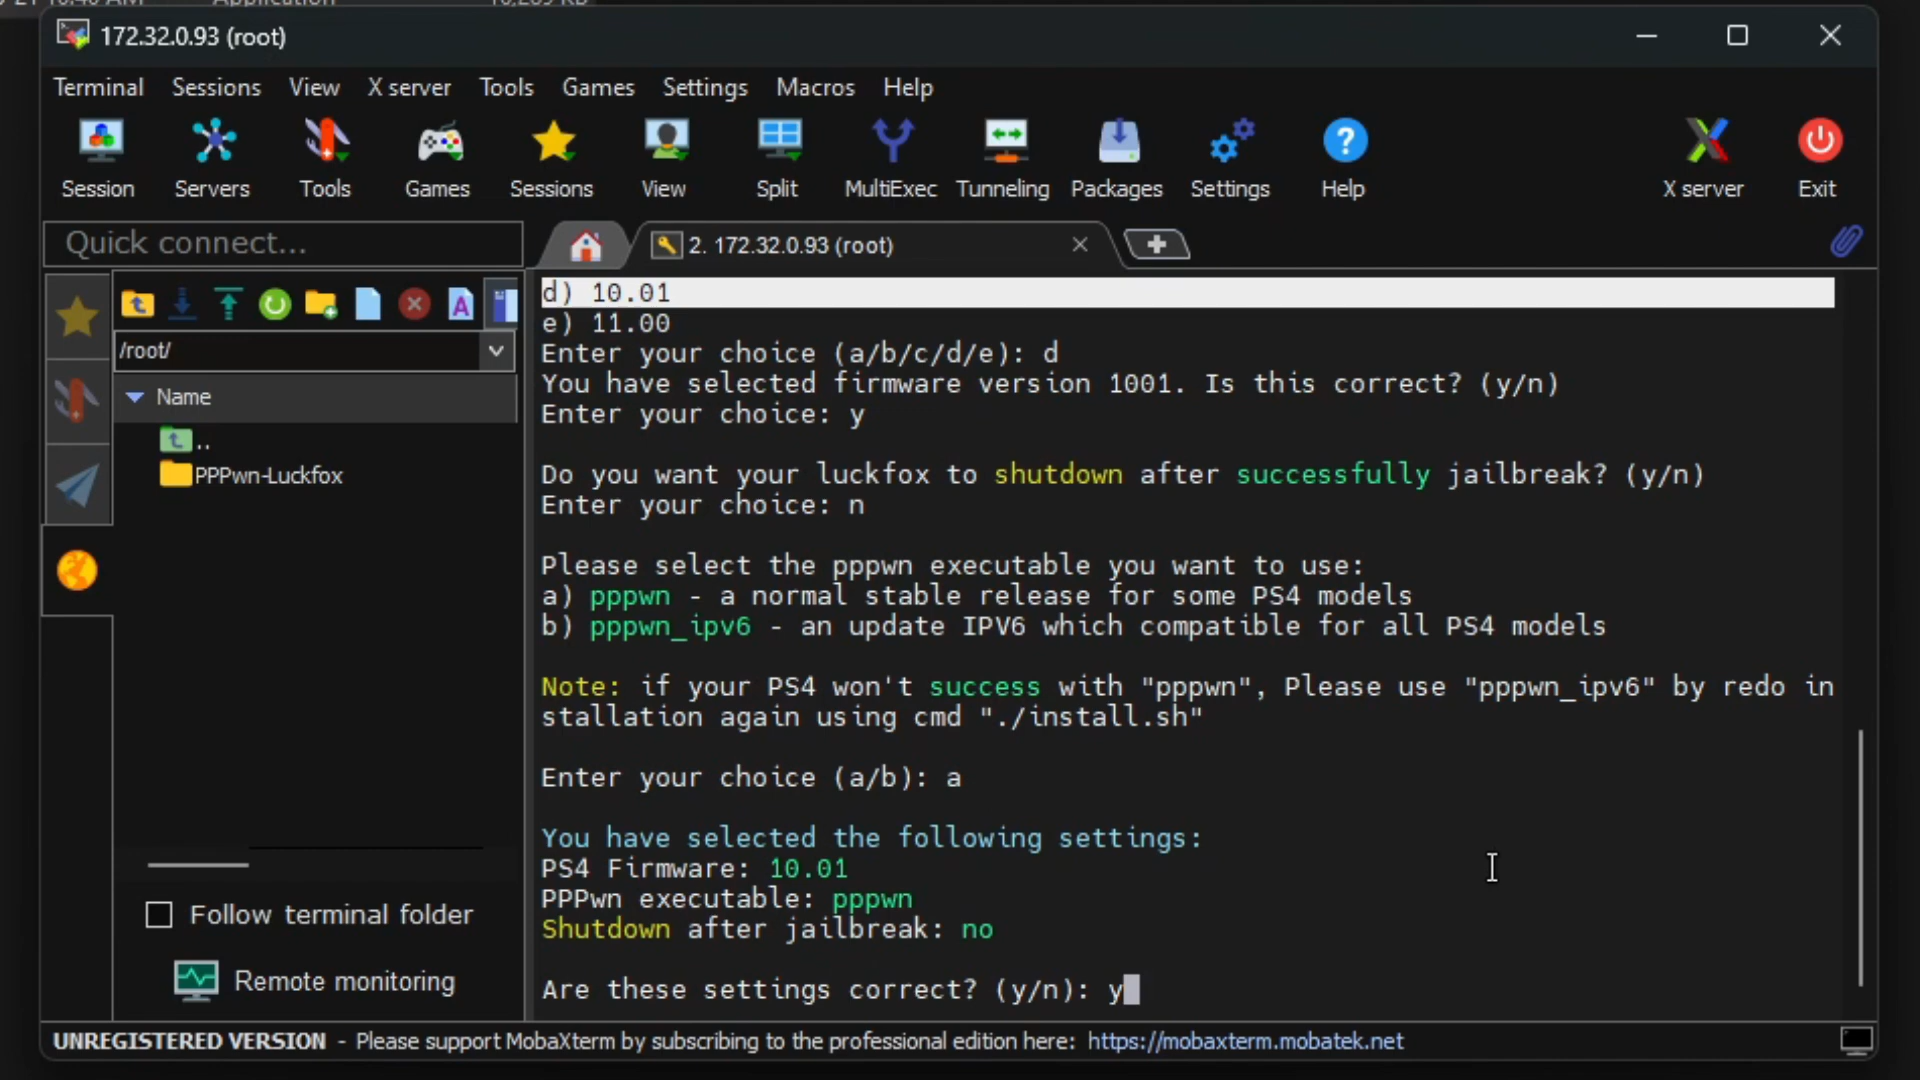 172.32.0.93 (root)
Terminal Sessions View X server Tools Games Settings Macros Help
Session Servers Tools Games Sessions View Split MultiExec Tunneling Packages Settings Help X server Exit
Quick connect...
2. 172.32.0.93 (root)
/root/
Name
..
PPPwn-Luckfox
Follow terminal folder
Remote monitoring
d) 10.01
e) 11.00
Enter your choice (a/b/c/d/e): d
You have selected firmware version 1001. Is this correct? (y/n)
Enter your choice: y
Do you want your luckfox to shutdown after successfully jailbreak? (y/n)
Enter your choice: n
Please select the pppwn executable you want to use:
a) pppwn - a normal stable release for some PS4 models
b) pppwn_ipv6 - an update IPV6 which compatible for all PS4 models
Note: if your PS4 won't success with "pppwn", Please use "pppwn_ipv6" by redo in
stallation again using cmd "./install.sh"
Enter your choice (a/b): a
You have selected the following settings:
PS4 Firmware: 10.01
PPPwn executable: pppwn
Shutdown after jailbreak: no
Are these settings correct? (y/n): y
UNREGISTERED VERSION - Please support MobaXterm by subscribing to the professional edition here: https://mobaxterm.mobatek.net